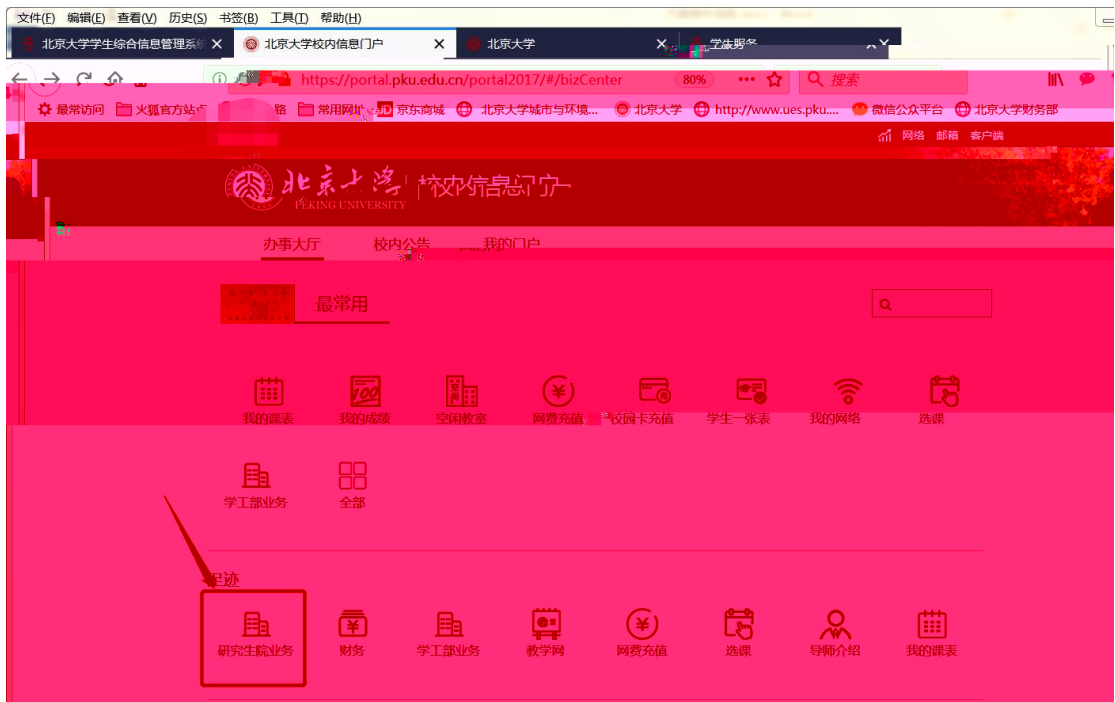 文件(F) 编辑(E) 查看(V) 历史(S) 书签(B) 工具(T) 帮助(H)
北京大学学生综合信息管理系统 北京大学校内信息门户 北京大学
https://portal.pku.edu.cn/portal2017/#/bizCenter 80% 搜索
最常访问 火狐官方站点 常用网址 JD 京东商城 北京大学城市与环境... 北京大学 http://www.ues.pku.... 微信公众平台 北京大学财务部
网络 邮箱 客户端
北京大学 校内信息门户
PEKING UNIVERSITY
办事大厅 校内公告 我的门户
最常用
100
我的课表 我的成绩 空闲教室 网费充值 校园卡充值 学生一张表 我的网络 选课
学工部业务 全部
足迹
研究生院业务 财务 学工部业务 教学网 网费充值 选课 导师介绍 我的课表